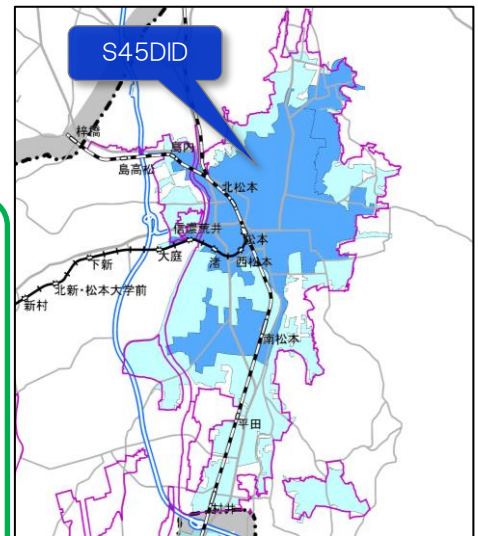 S45DID
梓橋
島内
島高松
北松本
信濃荒井
松本
大庭
渚
西松本
下新
北新・松本大学前
新村
南松本
平田
村井